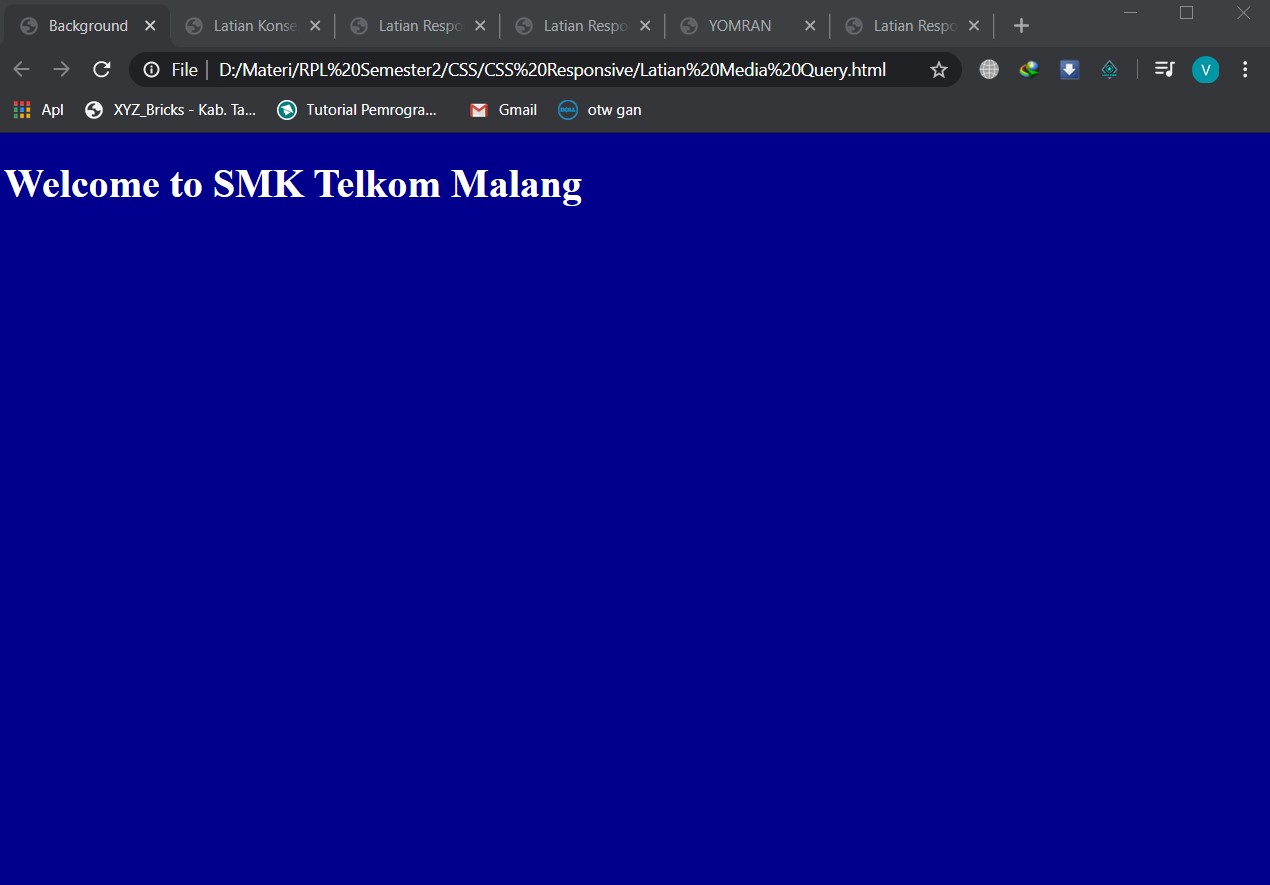 Background Latian Konse Latian Respo Latian Respo YOMRAN Latian Respo
File D:/Materi/RPL%20Semester2/CSS/CSS%20Responsive/Latian%20Media%20Query.html V
Apl XYZ_Bricks - Kab. Ta... Tutorial Pemrogra... Gmail DELL otw gan
Welcome to SMK Telkom Malang